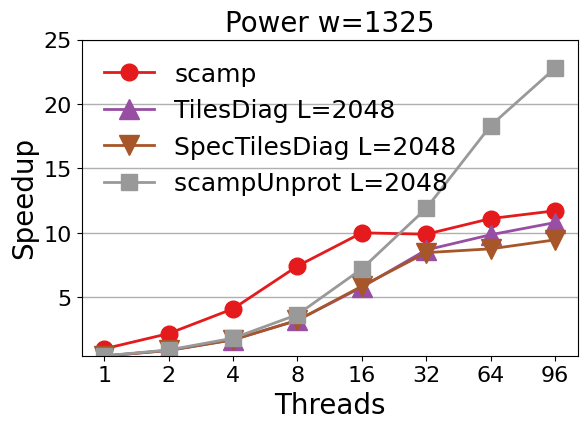 Power w=1325
25
20
15
10
5
Speedup
scamp
TilesDiag L=2048
SpecTilesDiag L=2048
scampUnprot L=2048
1 2 4 8 16 32 64 96
Threads